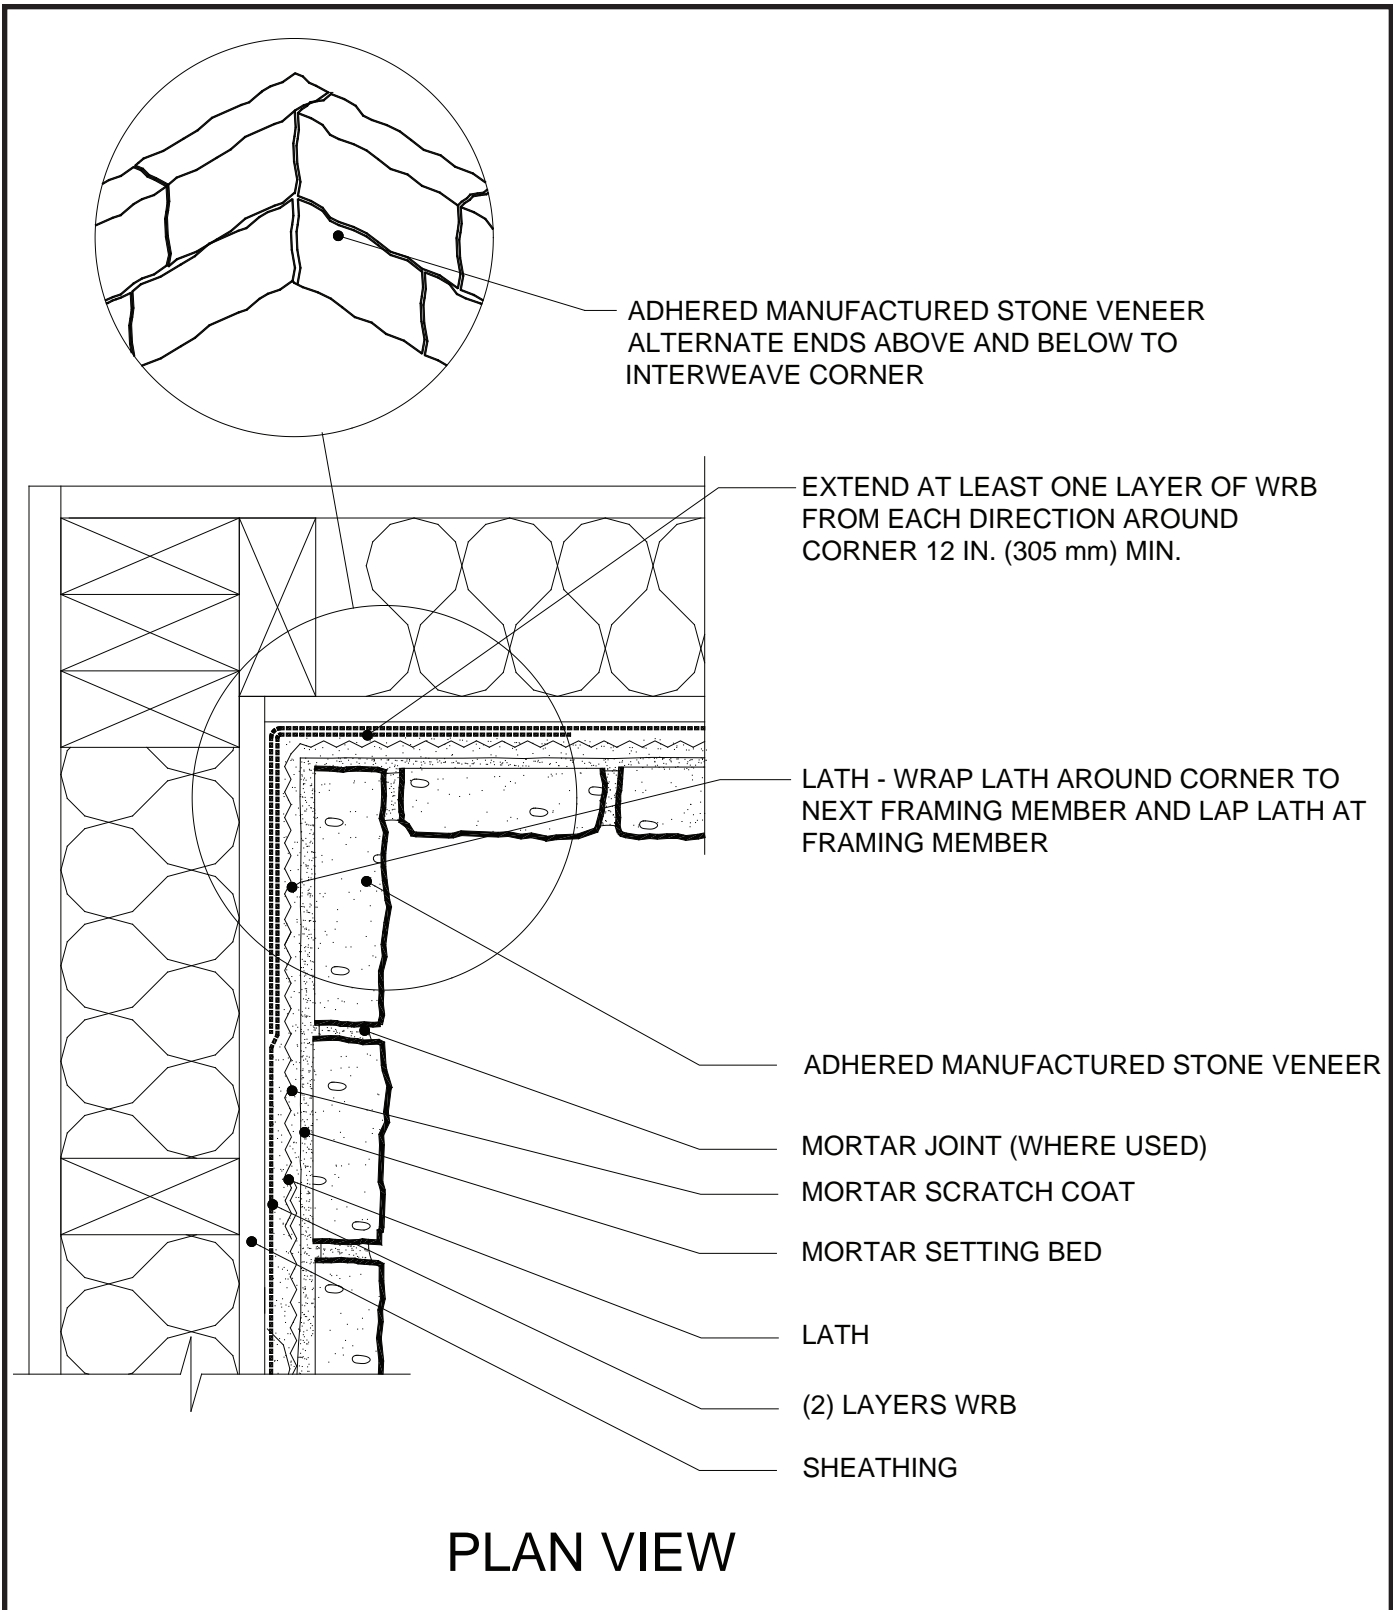 ADHERED MANUFACTURED STONE VENEER
ALTERNATE ENDS ABOVE AND BELOW TO
INTERWEAVE CORNER
EXTEND AT LEAST ONE LAYER OF WRB
FROM EACH DIRECTION AROUND
CORNER 12 IN. (305 mm) MIN.
LATH - WRAP LATH AROUND CORNER TO
NEXT FRAMING MEMBER AND LAP LATH AT
FRAMING MEMBER
ADHERED MANUFACTURED STONE VENEER
MORTAR JOINT (WHERE USED)
MORTAR SCRATCH COAT
MORTAR SETTING BED
LATH
(2) LAYERS WRB
SHEATHING
PLAN VIEW